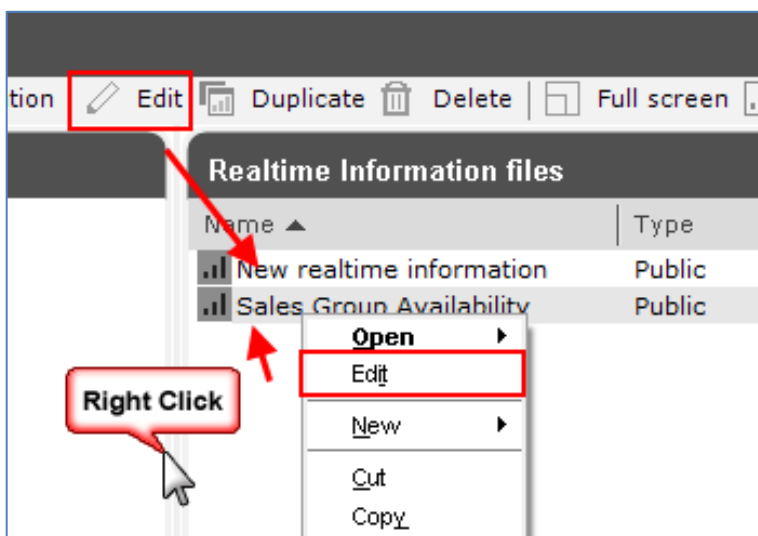 tion Edit Duplicate Delete Full screen
Realtime Information files
Name Type
New realtime information Public
Sales Group Availability Public
Open
Edit
Right Click
New
Cut
Copy